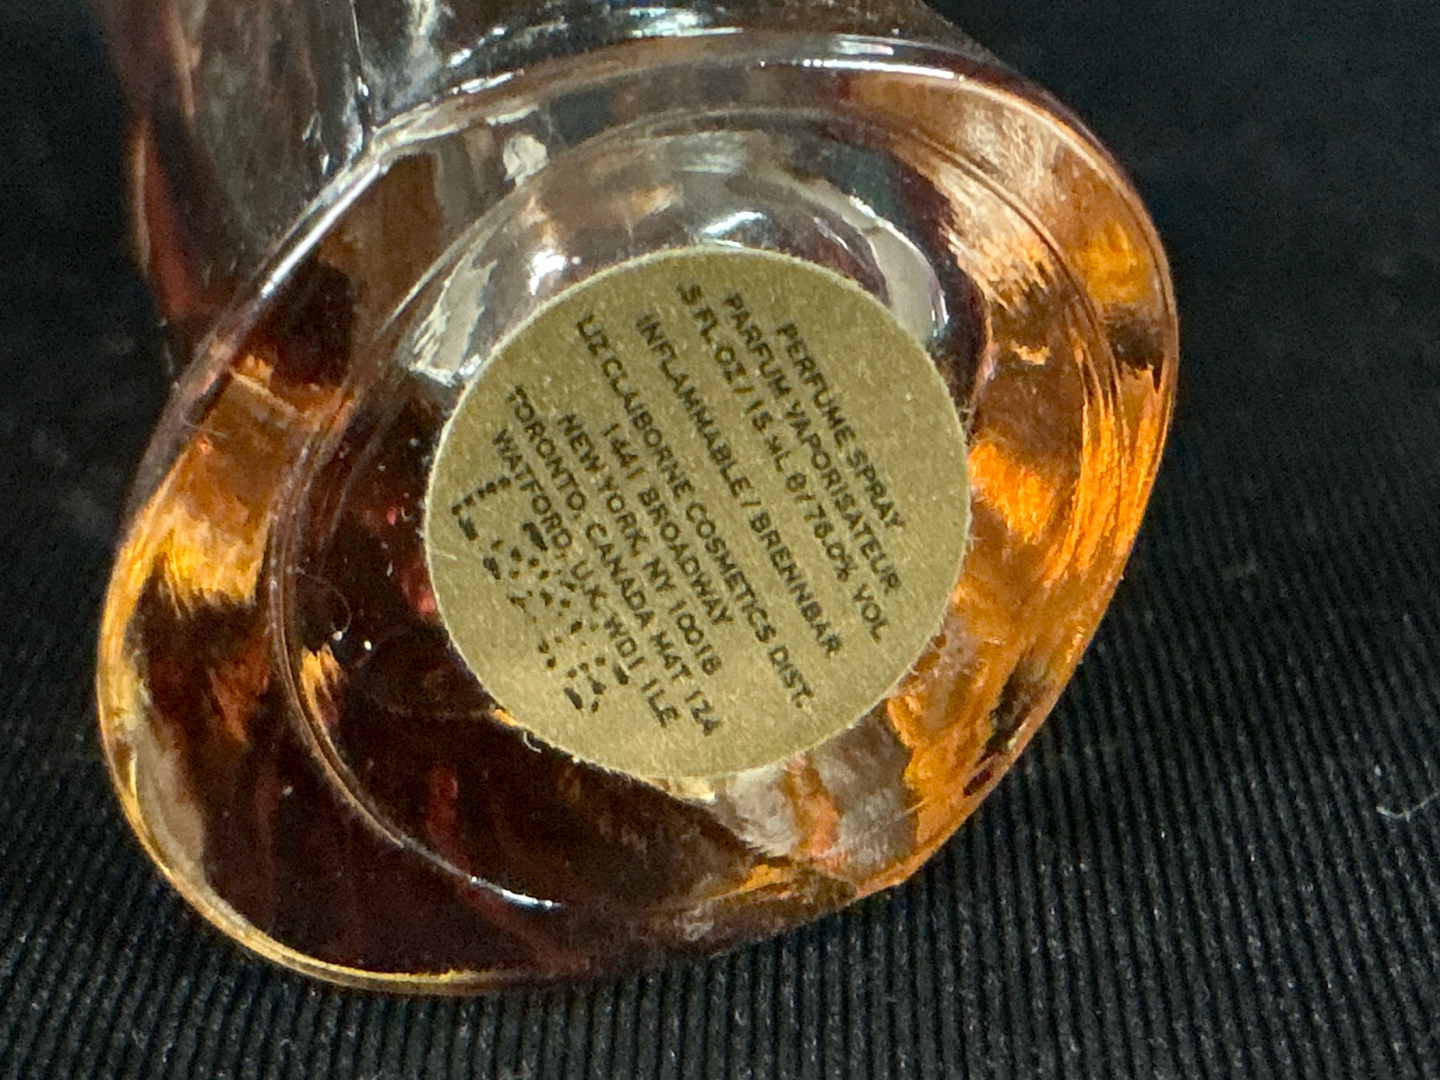 PERFUME SPRAY
PARFUM VAPORISATEUR
.5 FL. OZ / 15 ML e / 78.0% VOL
INFLAMMABLE / BRENNBAR
LIZ CLAIBORNE COSMETICS DIST.
1441 BROADWAY
NEW YORK, NY 10018
TORONTO, CANADA M4T 1Z4
WATFORD, U.K. WD1 1LE